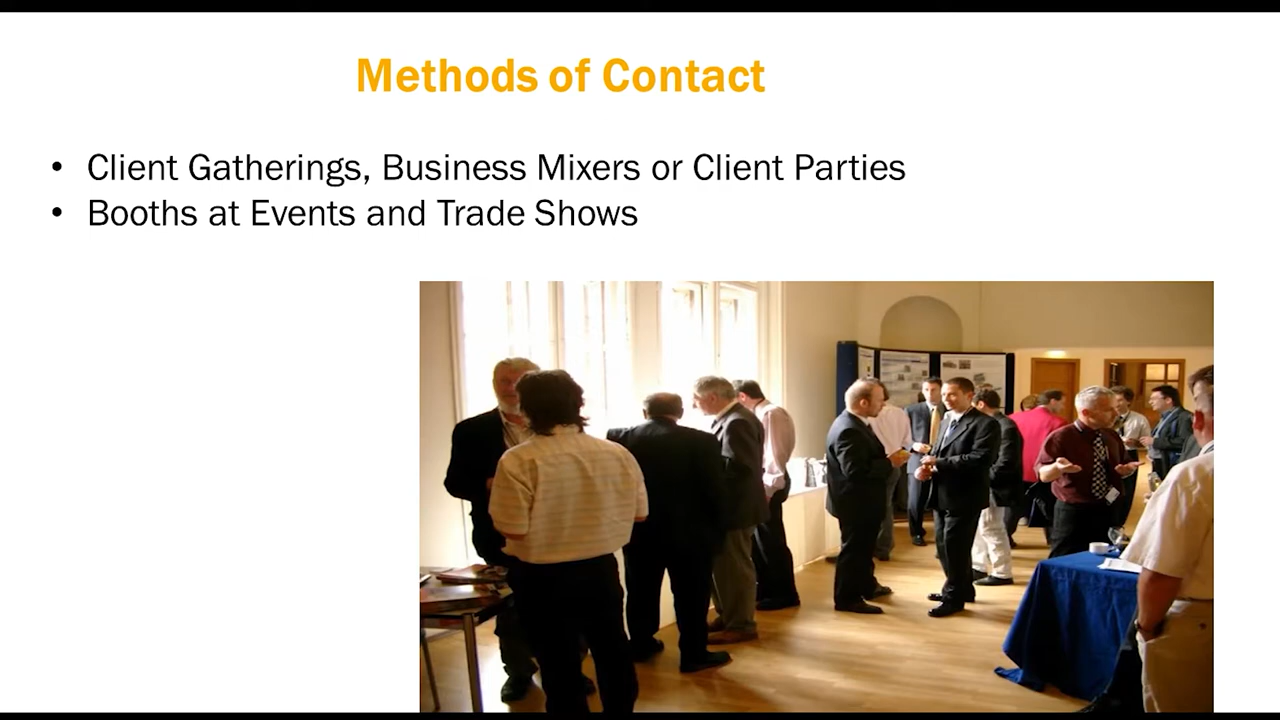 Methods of Contact
• Client Gatherings, Business Mixers or Client Parties
• Booths at Events and Trade Shows